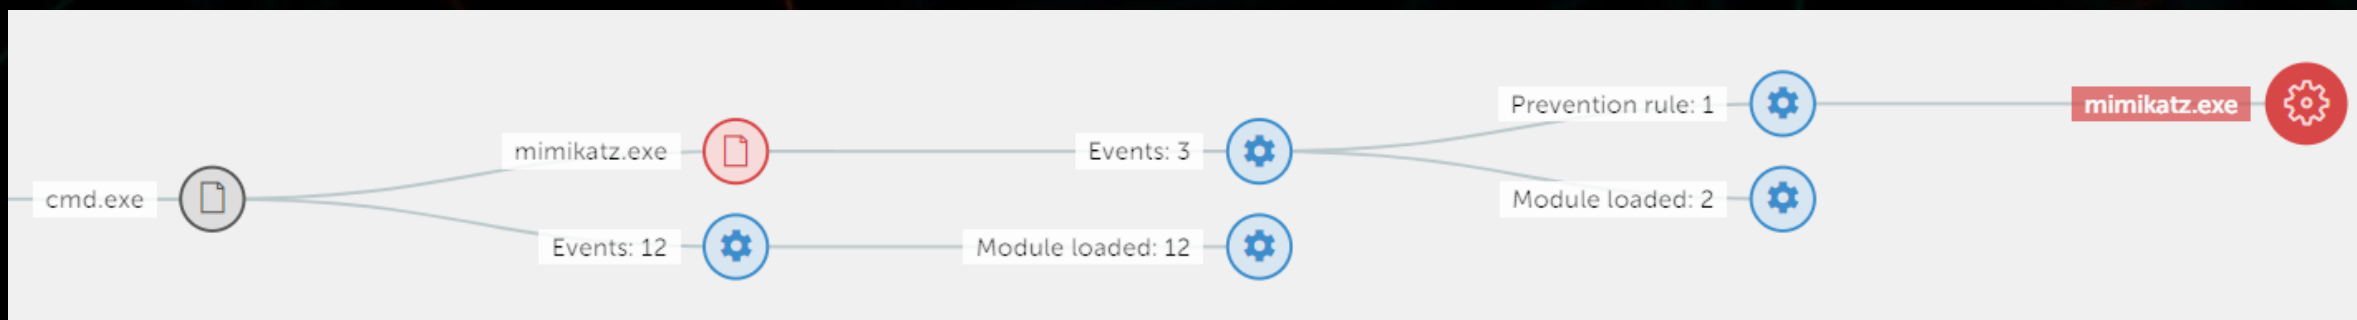 cmd.exe
mimikatz.exe
Events: 12
Events: 3
Module loaded: 12
Prevention rule: 1
Module loaded: 2
mimikatz.exe